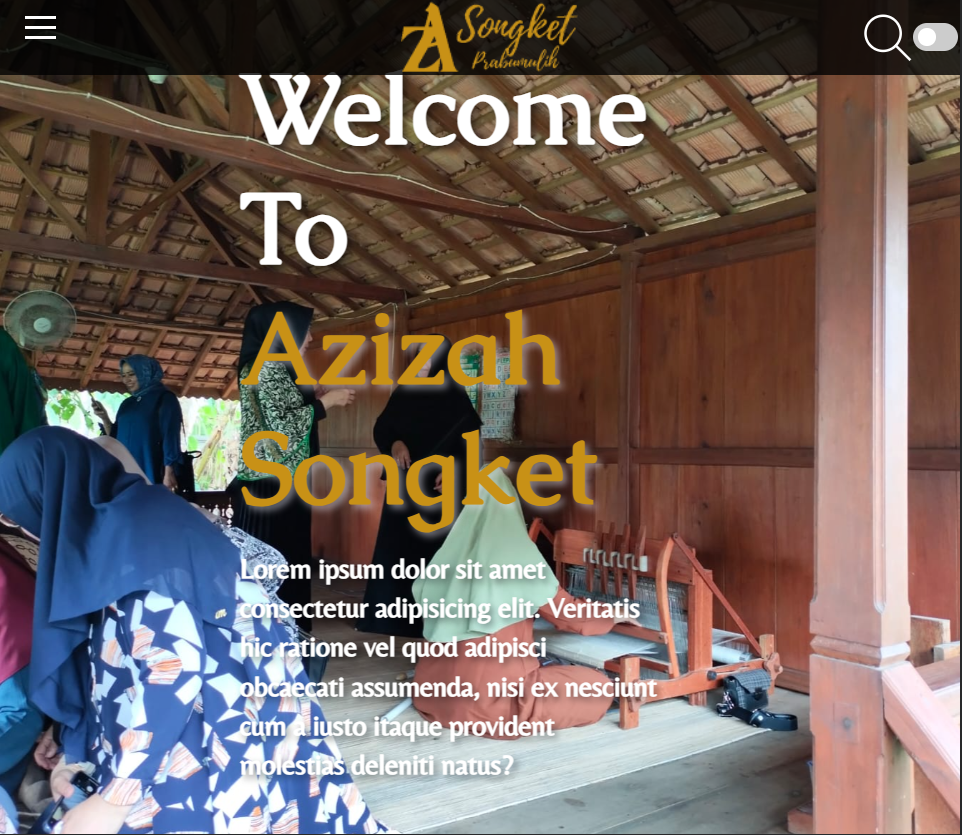 ZA Songket
Prabumulih
Welcome
To
Azizah
Songket
Lorem ipsum dolor sit amet
consectetur adipisicing elit. Veritatis
hic ratione vel quod adipisci
obcaecati assumenda, nisi ex nesciunt
cum a iusto itaque provident
molestias deleniti natus?